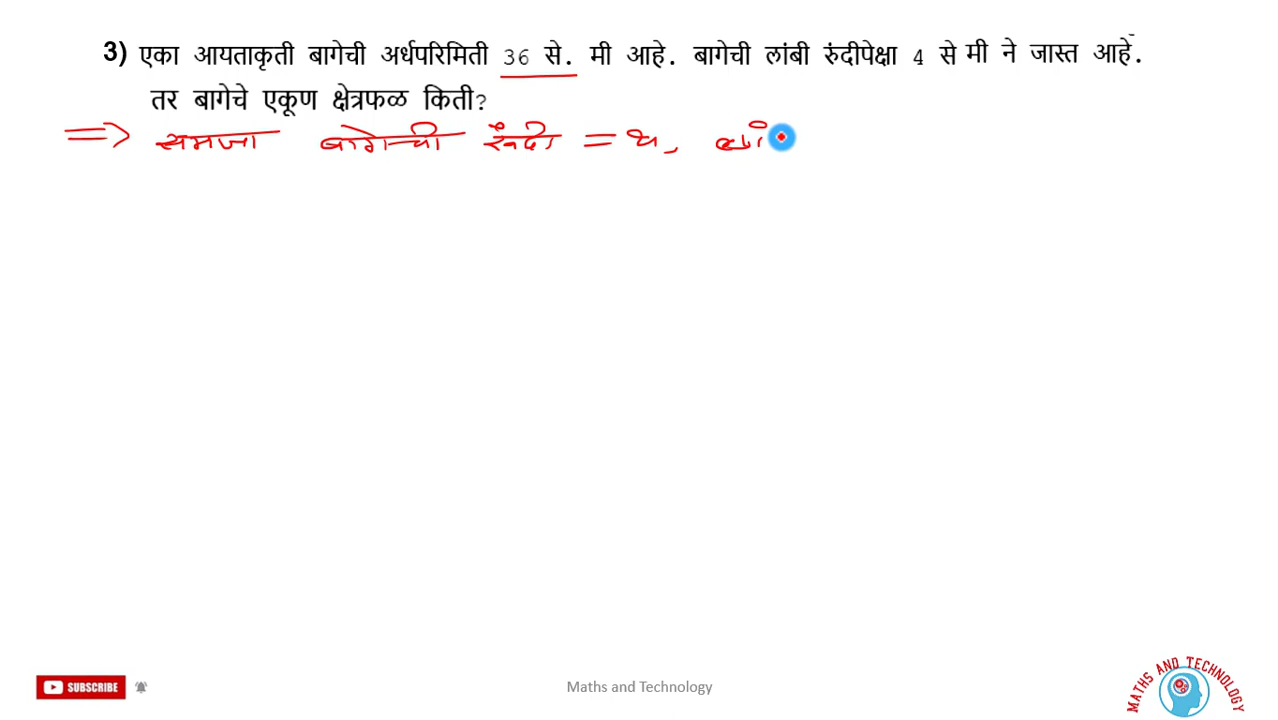 3) एका आयताकृती बागेची अर्धपरिमिती 36 से. मी आहे. बागेची लांबी रुंदीपेक्षा 4 से मी ने जास्त आहे.
तर बागेचे एकूण क्षेत्रफळ किती?
=> समजा बागेची रुंदी = x, लां
SUBSCRIBE
Maths and Technology
MATHS AND TECHNOLOGY